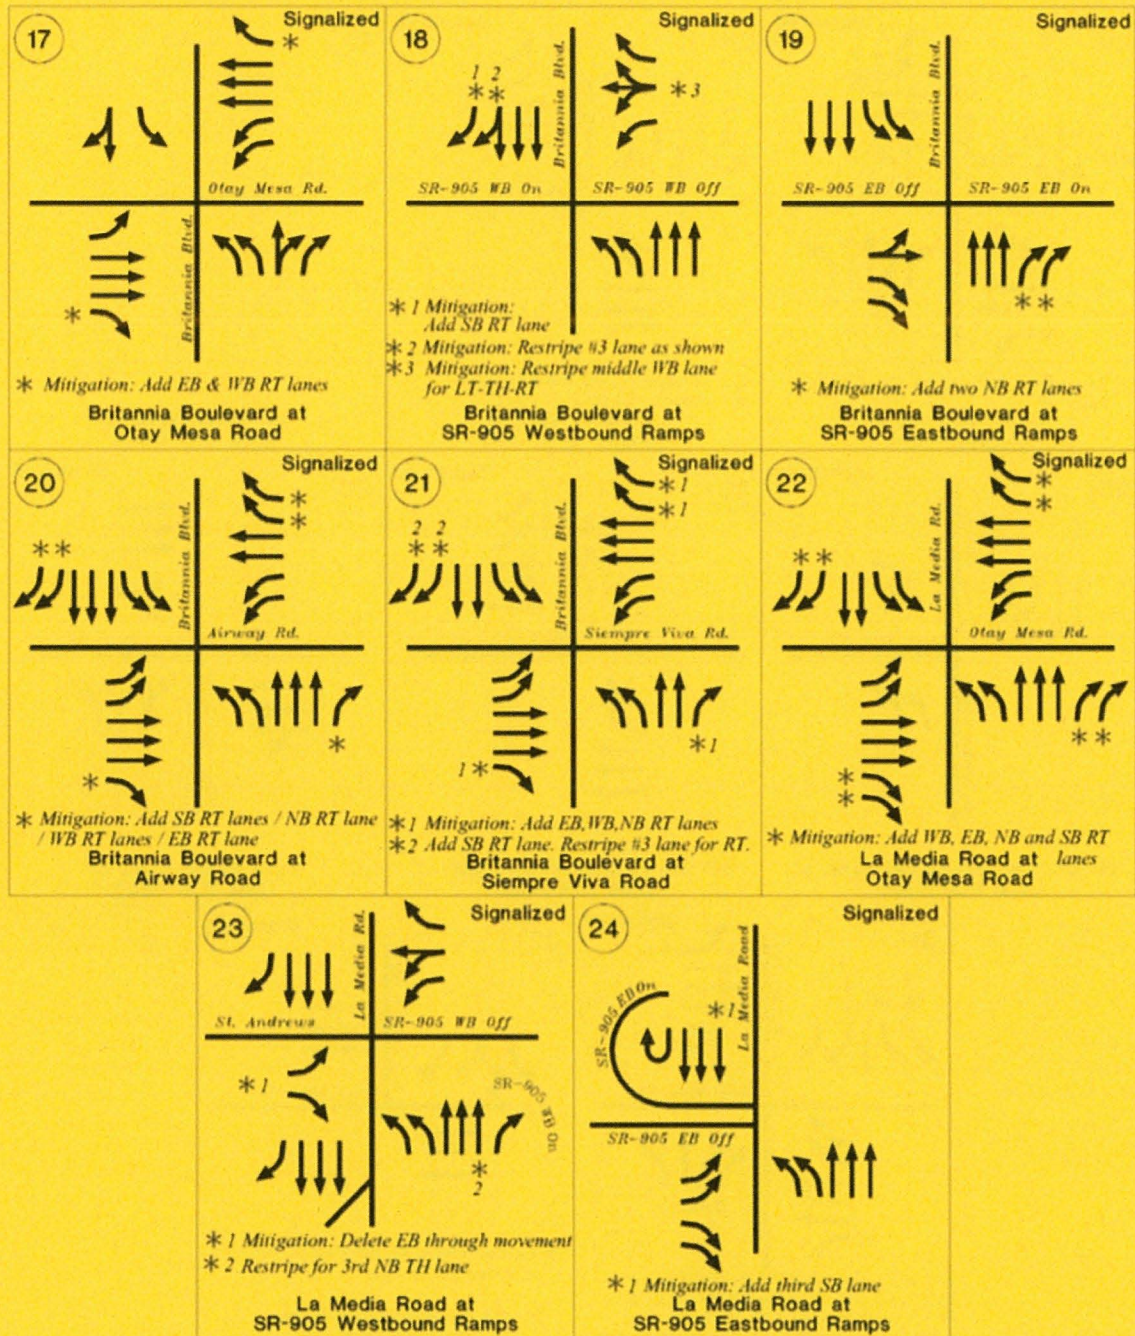 17
Signalized
*
Otay Mesa Rd.
Britannia Blvd.
*
* Mitigation: Add EB & WB RT lanes
Britannia Boulevard at
Otay Mesa Road
18
Signalized
1 2
* *
Britannia Blvd.
* 3
SR-905 WB On
SR-905 WB Off
* 1 Mitigation:
Add SB RT lane
* 2 Mitigation: Restripe #3 lane as shown
* 3 Mitigation: Restripe middle WB lane
for LT-TH-RT
Britannia Boulevard at
SR-905 Westbound Ramps
19
Signalized
Britannia Blvd.
SR-905 EB Off
SR-905 EB On
* *
* Mitigation: Add two NB RT lanes
Britannia Boulevard at
SR-905 Eastbound Ramps
20
Signalized
*
*
* *
Britannia Blvd.
Airway Rd.
*
*
* Mitigation: Add SB RT lanes / NB RT lane
/ WB RT lanes / EB RT lane
Britannia Boulevard at
Airway Road
21
Signalized
* 1
* 1
2 2
* *
Britannia Blvd.
Siempre Viva Rd.
* 1
1 *
* 1 Mitigation: Add EB,WB,NB RT lanes
* 2 Add SB RT lane. Restripe #3 lane for RT.
Britannia Boulevard at
Siempre Viva Road
22
Signalized
*
*
* *
La Media Rd.
Otay Mesa Rd.
* *
*
*
* Mitigation: Add WB, EB, NB and SB RT
lanes
La Media Road at
Otay Mesa Road
23
Signalized
La Media Rd.
St. Andrews
SR-905 WB Off
* 1
SR-905 WB On
*
2
* 1 Mitigation: Delete EB through movement
* 2 Restripe for 3rd NB TH lane
La Media Road at
SR-905 Westbound Ramps
24
Signalized
La Media Road
SR-905 EB On
* 1
SR-905 EB Off
* 1 Mitigation: Add third SB lane
La Media Road at
SR-905 Eastbound Ramps